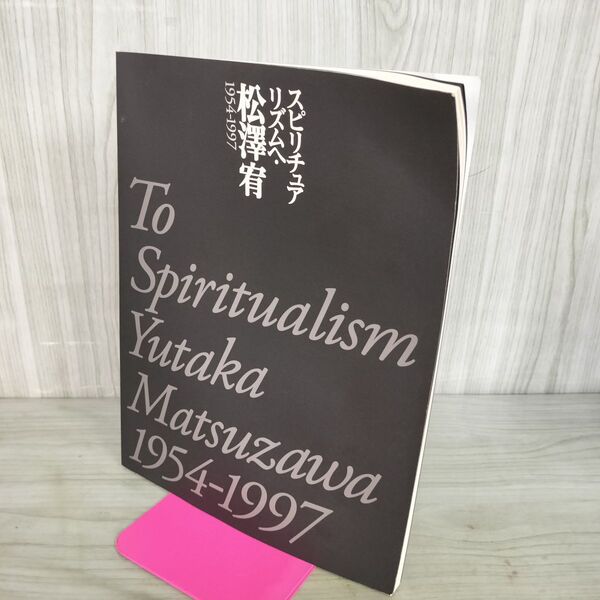 スピリチュア
リズムへ・
松澤宥
1954-1997
To
Spiritualism
Yutaka
Matsuzawa
1954-1997